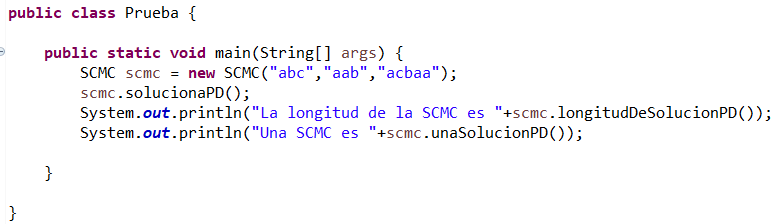 public class Prueba {
public static void main(String[] args) {
SCMC scmc = new SCMC("abc","aab","acbaa");
scmc.solucionaPD();
System.out.println("La longitud de la SCMC es "+scmc.longitudDeSolucionPD());
System.out.println("Una SCMC es "+scmc.unaSolucionPD());
}
}